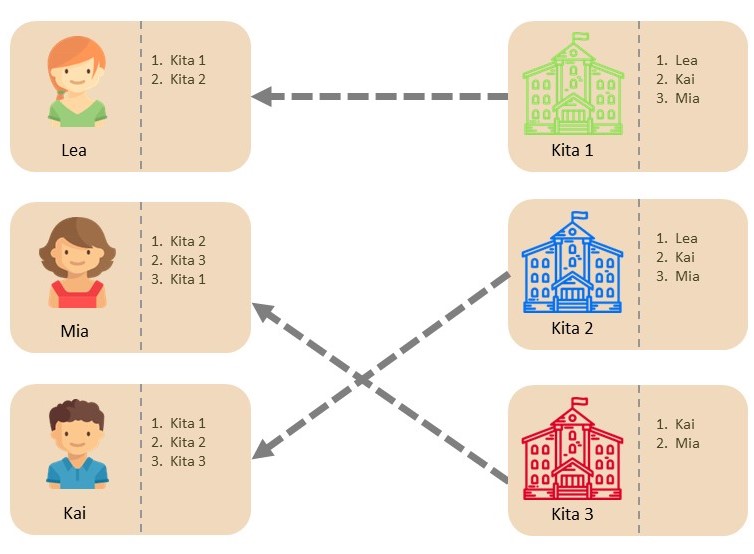 1. Kita 1
2. Kita 2
Lea
1. Lea
2. Kai
3. Mia
Kita 1
1. Kita 2
2. Kita 3
3. Kita 1
Mia
1. Lea
2. Kai
3. Mia
Kita 2
1. Kita 1
2. Kita 2
3. Kita 3
Kai
1. Kai
2. Mia
Kita 3